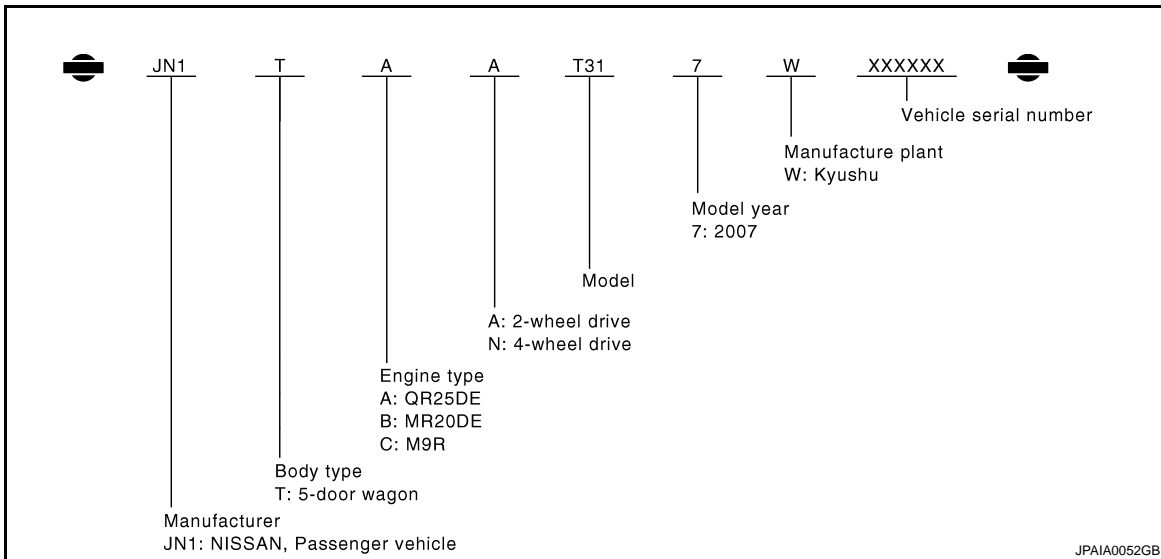 JN1 T A A T31 7 W XXXXXX
Vehicle serial number
Manufacture plant
W: Kyushu
Model year
7: 2007
Model
A: 2-wheel drive
N: 4-wheel drive
Engine type
A: QR25DE
B: MR20DE
C: M9R
Body type
T: 5-door wagon
Manufacturer
JN1: NISSAN, Passenger vehicle
JPAIA0052GB